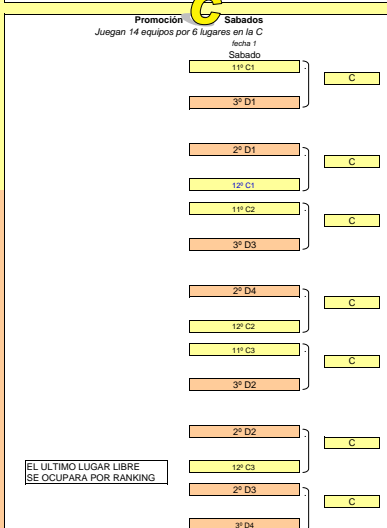 Promoción C Sabados
Juegan 14 equipos por 6 lugares en la C
fecha 1
Sabado
11º C1
C
3º D1
2º D1
C
12º C1
11º C2
C
3º D3
2º D4
C
12º C2
11º C3
C
3º D2
2º D2
C
EL ULTIMO LUGAR LIBRE
12º C3
SE OCUPARA POR RANKING
2º D3
C
3º D4